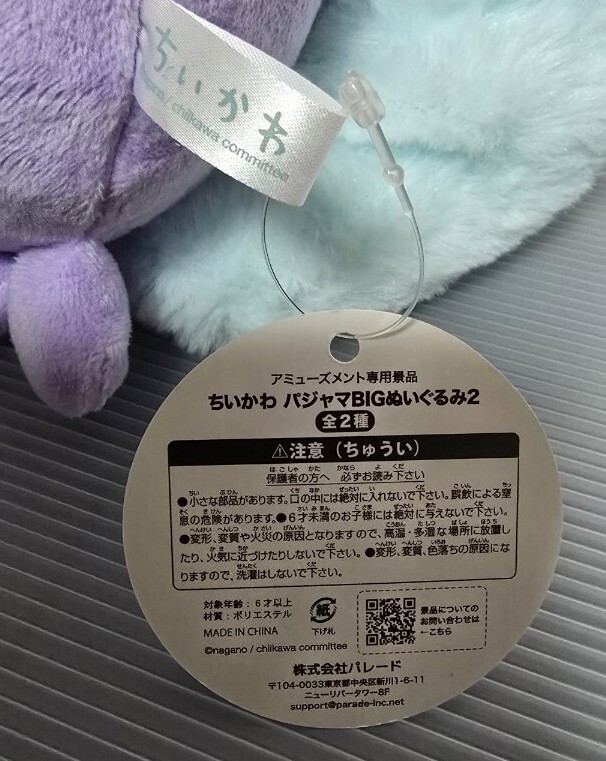 ちいかわ
nagano / chiikawa committee
アミューズメント専用景品
ちいかわ パジャマBIGぬいぐるみ2
全2種
⚠注意（ちゅうい）
保護者の方へ 必ずお読み下さい
●小さな部品があります。口の中には絶対に入れないで下さい。誤飲による窒
息の危険があります。●6才未満のお子様には絶対に与えないで下さい。
●変形、変質や火災の原因となりますので、高温・多湿な場所に放置し
たり、火気に近づけたりしないで下さい。●変形、変質、色落ちの原因にな
りますので、洗濯はしないで下さい。
対象年齢：6才以上
材質：ポリエステル
MADE IN CHINA
©nagano / chiikawa committee
紙
下げ札
景品についての
お問い合わせは
←こちら
株式会社パレード
〒104-0033東京都中央区新川1-6-11
ニューリバータワー8F
support@parade-inc.net